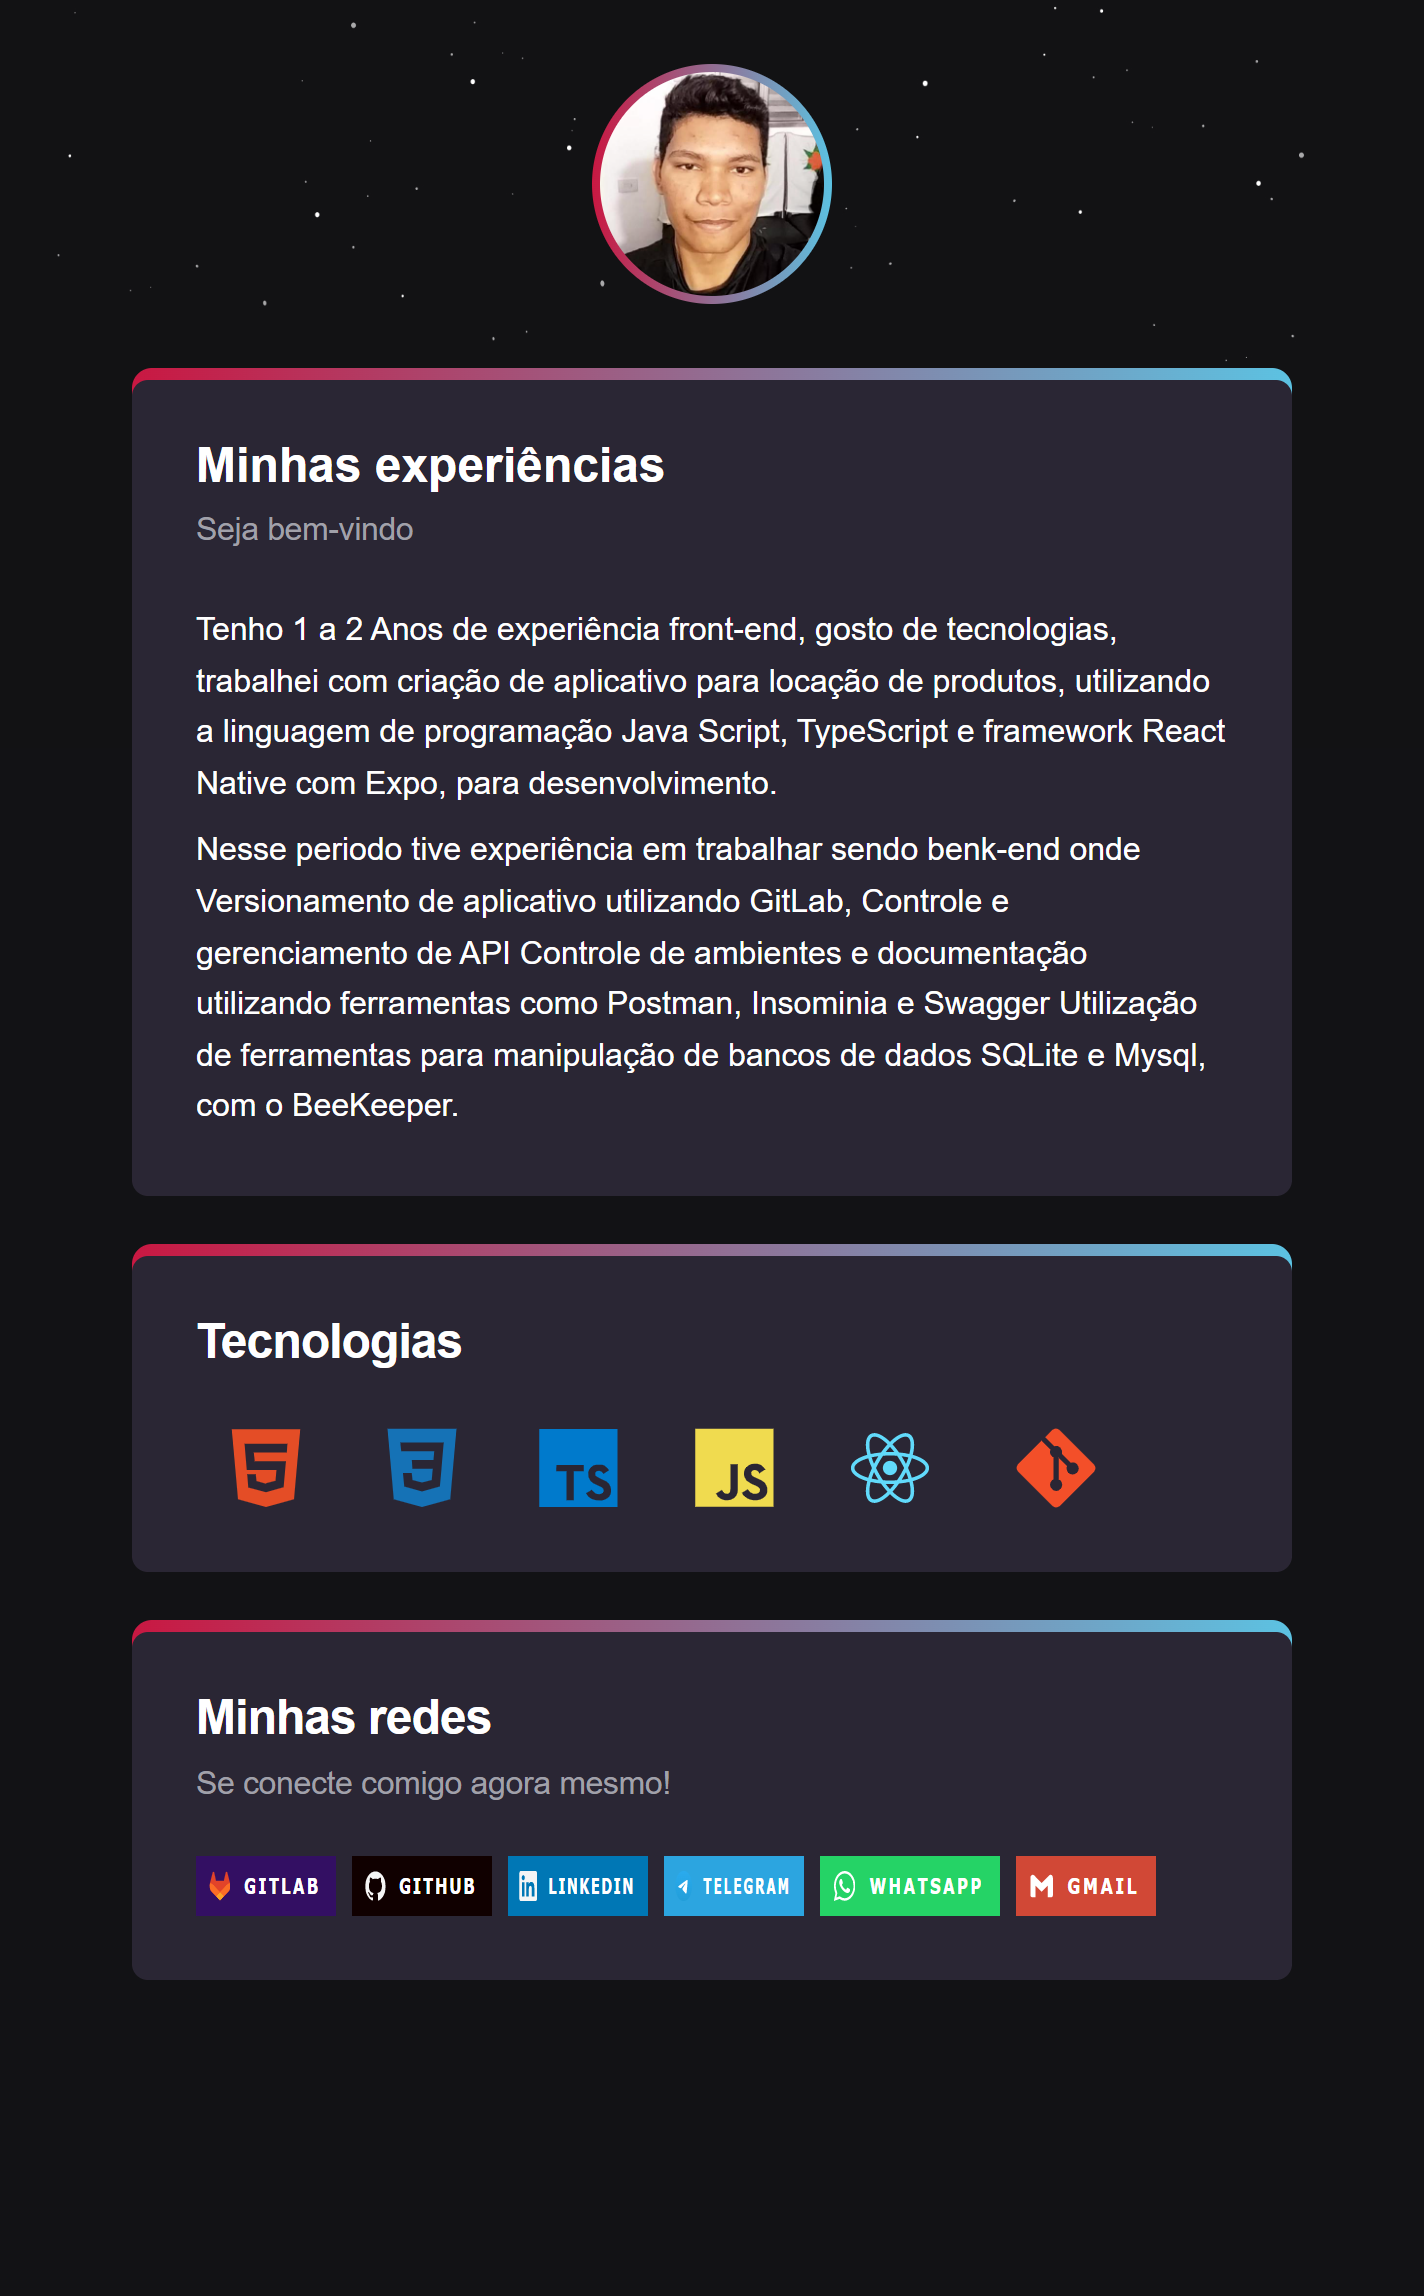 Minhas experiências
Seja bem-vindo
Tenho 1 a 2 Anos de experiência front-end, gosto de tecnologias,
trabalhei com criação de aplicativo para locação de produtos, utilizando
a linguagem de programação Java Script, TypeScript e framework React
Native com Expo, para desenvolvimento.
Nesse periodo tive experiência em trabalhar sendo benk-end onde
Versionamento de aplicativo utilizando GitLab, Controle e
gerenciamento de API Controle de ambientes e documentação
utilizando ferramentas como Postman, Insominia e Swagger Utilização
de ferramentas para manipulação de bancos de dados SQLite e Mysql,
com o BeeKeeper.
Tecnologias
5 3 TS JS
Minhas redes
Se conecte comigo agora mesmo!
GITLAB GITHUB in LINKEDIN TELEGRAM WHATSAPP M GMAIL